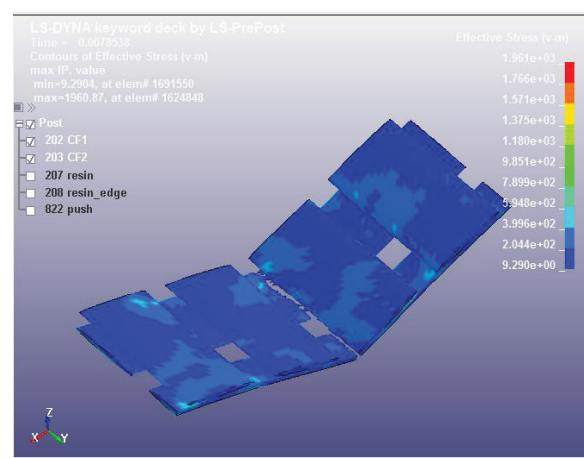 LS-DYNA keyword deck by LS-PrePost
Time = 0.0078538
Contours of Effective Stress (v-m)
max IP. value
min=9.2904, at elem# 1691550
max=1960.87, at elem# 1624848
Post
202 CF1
203 CF2
207 resin
208 resin_edge
822 push
Effective Stress (v-m)
1.961e+03
1.766e+03
1.571e+03
1.375e+03
1.180e+03
9.851e+02
7.899e+02
5.948e+02
3.996e+02
2.044e+02
9.290e+00
Z
X Y